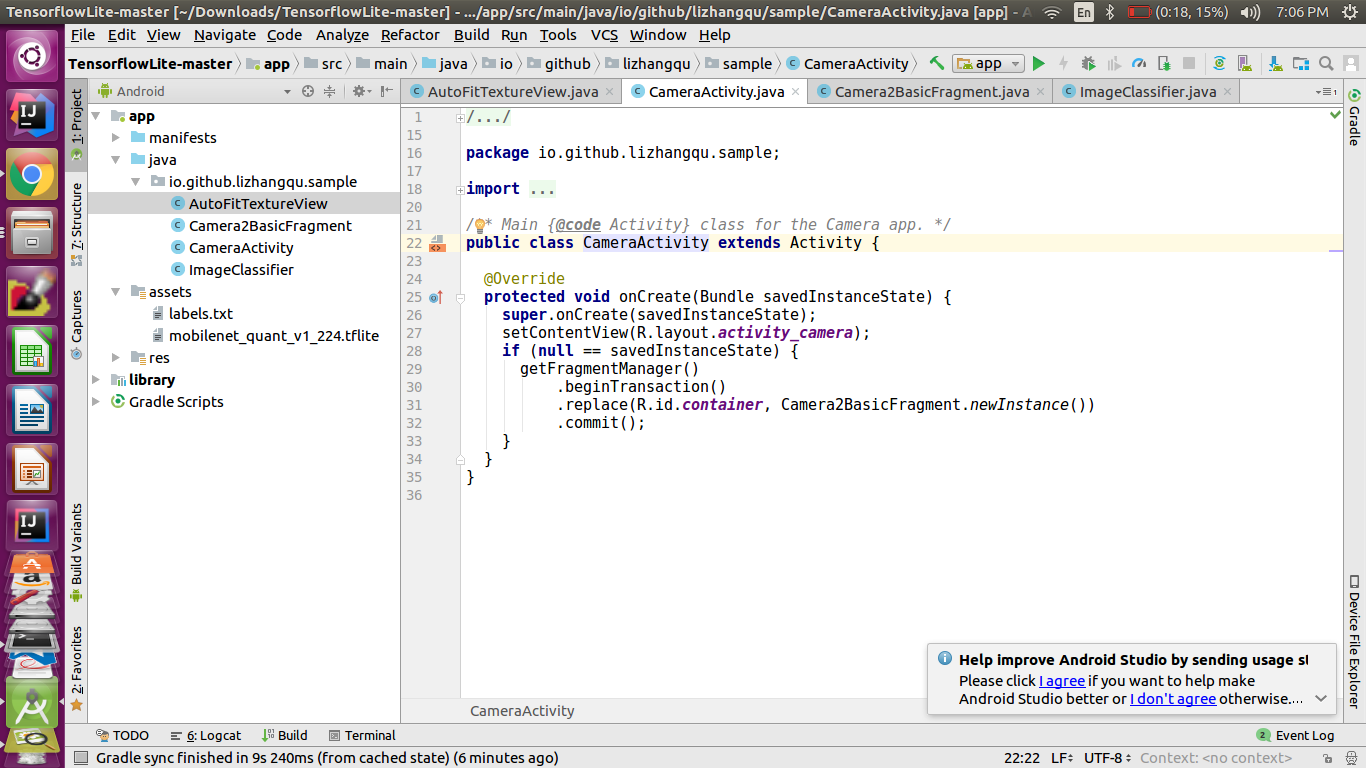 TensorflowLite-master [~/Downloads/TensorflowLite-master] - .../app/src/main/java/io/github/lizhangqu/sample/CameraActivity.java [app] - A
En
(0:18, 15%)
7:06 PM
File Edit View Navigate Code Analyze Refactor Build Run Tools VCS Window Help
TensorflowLite-master app src main java io github lizhangqu sample CameraActivity
app
1: Project
7: Structure
Captures
Build Variants
2: Favorites
Android
app
manifests
java
io.github.lizhangqu.sample
AutoFitTextureView
Camera2BasicFragment
CameraActivity
ImageClassifier
assets
labels.txt
mobilenet_quant_v1_224.tflite
res
library
Gradle Scripts
AutoFitTextureView.java CameraActivity.java Camera2BasicFragment.java ImageClassifier.java
1 /.../
15
16 package io.github.lizhangqu.sample;
17
18 import ...
20
21 /** Main {@code Activity} class for the Camera app. */
22 public class CameraActivity extends Activity {
23
24 @Override
25 protected void onCreate(Bundle savedInstanceState) {
26 super.onCreate(savedInstanceState);
27 setContentView(R.layout.activity_camera);
28 if (null == savedInstanceState) {
29 getFragmentManager()
30 .beginTransaction()
31 .replace(R.id.container, Camera2BasicFragment.newInstance())
32 .commit();
33 }
34 }
35 }
36
CameraActivity
Gradle
Device File Explorer
Help improve Android Studio by sending usage st
Please click I agree if you want to help make
Android Studio better or I don't agree otherwise....
TODO 6: Logcat Build Terminal
2 Event Log
Gradle sync finished in 9s 240ms (from cached state) (6 minutes ago)
22:22 LF UTF-8 Context: <no context>